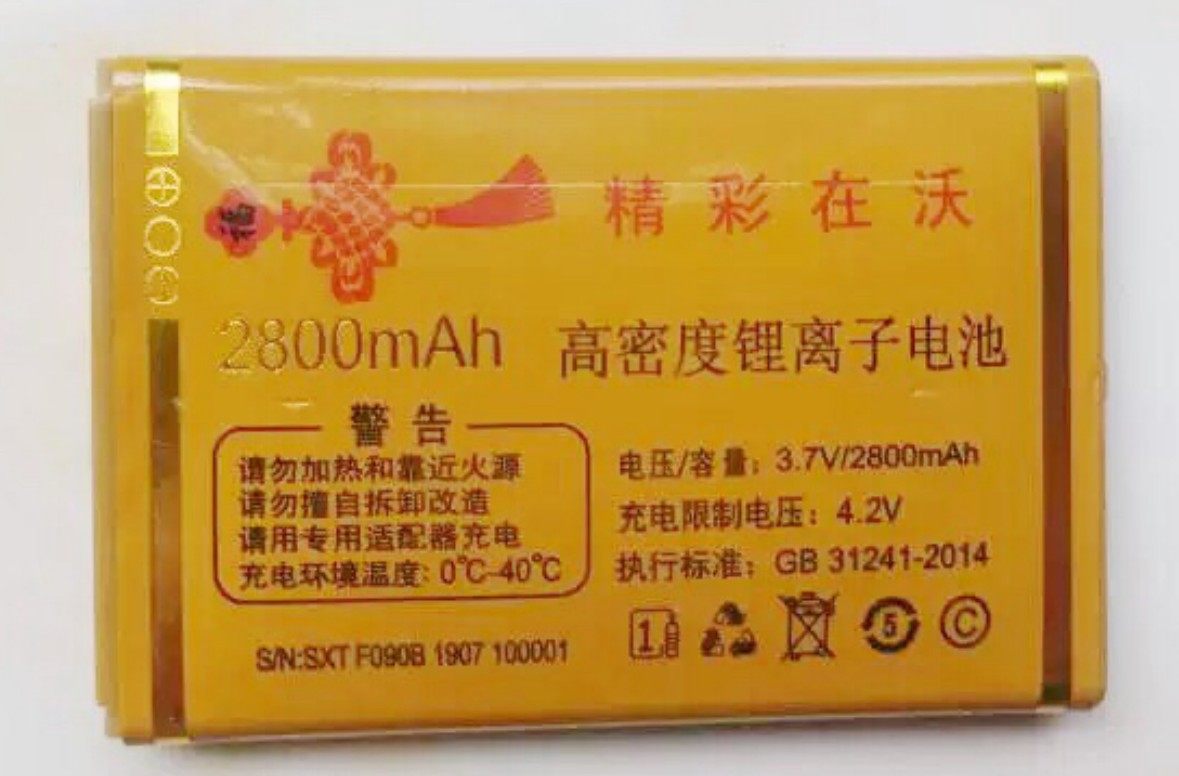 福
精彩在沃
2800mAh 高密度锂离子电池
警告
请勿加热和靠近火源
请勿擅自拆卸改造
请用专用适配器充电
充电环境温度:0℃-40℃
电压/容量：3.7V/2800mAh
充电限制电压：4.2V
执行标准：GB 31241-2014
S/N:SXT F090B 1907 100001
1
5
C